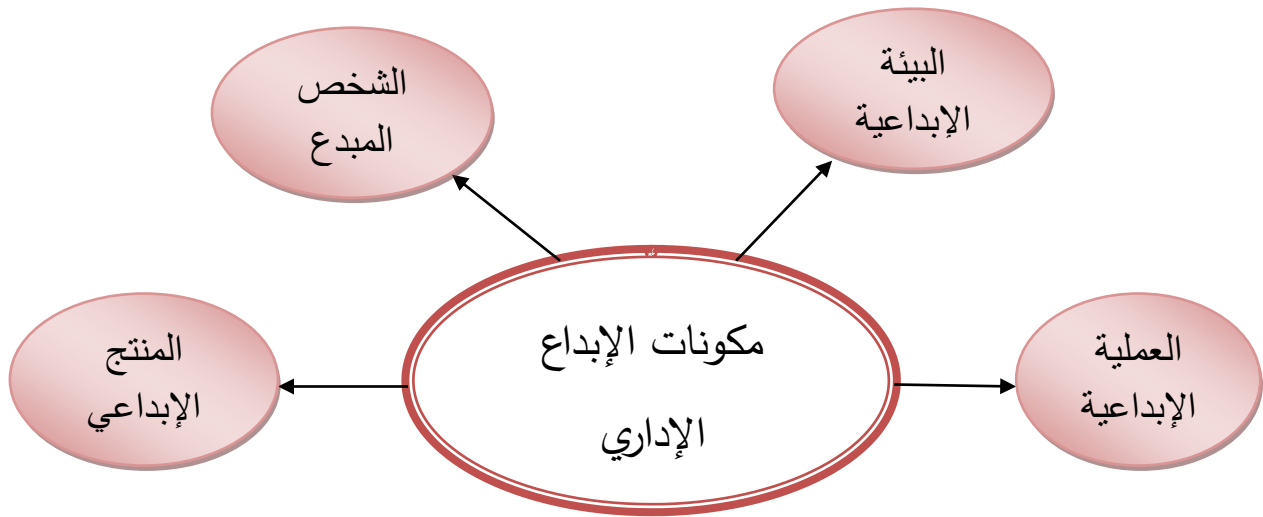 البيئة
الإبداعية
الشخص
المبدع
مكونات الإبداع
الإداري
العملية
الإبداعية
المنتج
الإبداعي